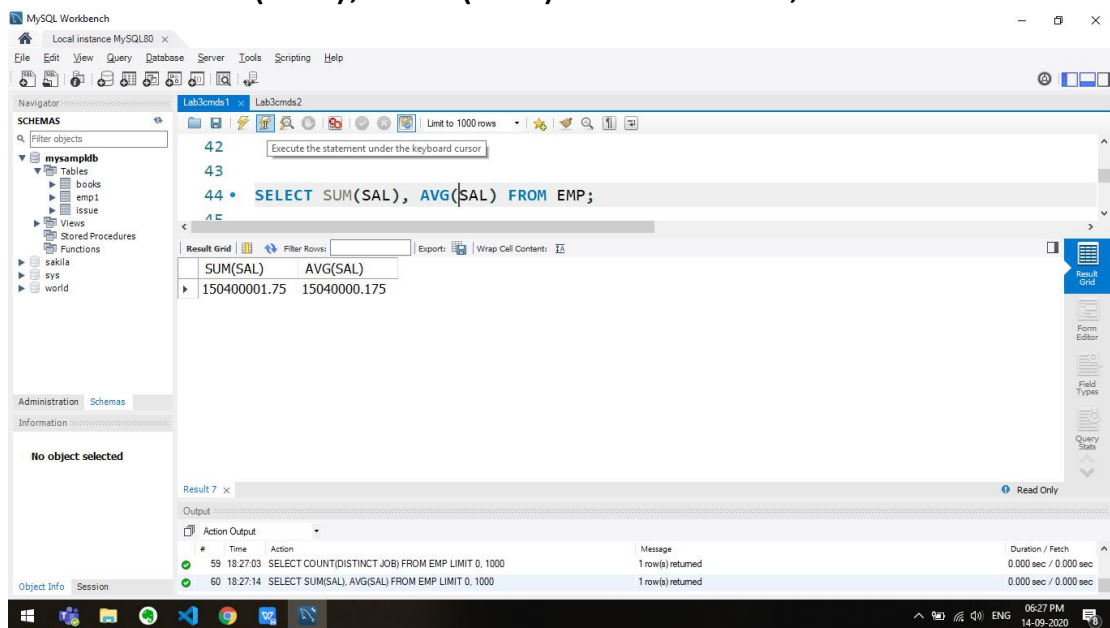 MySQL Workbench
Local instance MySQL80
File Edit View Query Database Server Tools Scripting Help
Navigator
Lab3cmds1 Lab3cmds2
SCHEMAS
Filter objects
Limit to 1000 rows
mysampldb
Tables
books
emp1
issue
Views
Stored Procedures
Functions
sakila
sys
world
42
Execute the statement under the keyboard cursor
43
44 SELECT SUM(SAL), AVG(SAL) FROM EMP;
45
Result Grid Filter Rows: Export: Wrap Cell Content:
SUM(SAL) AVG(SAL)
150400001.75 15040000.175
Result Grid
Form Editor
Field Types
Query Stats
Administration Schemas
Information
No object selected
Result 7
Read Only
Output
Action Output
# Time Action Message Duration / Fetch
59 18:27:03 SELECT COUNT(DISTINCT JOB) FROM EMP LIMIT 0, 1000 1 row(s) returned 0.000 sec / 0.000 sec
60 18:27:14 SELECT SUM(SAL), AVG(SAL) FROM EMP LIMIT 0, 1000 1 row(s) returned 0.000 sec / 0.000 sec
Object Info Session
ENG
06:27 PM
14-09-2020
8